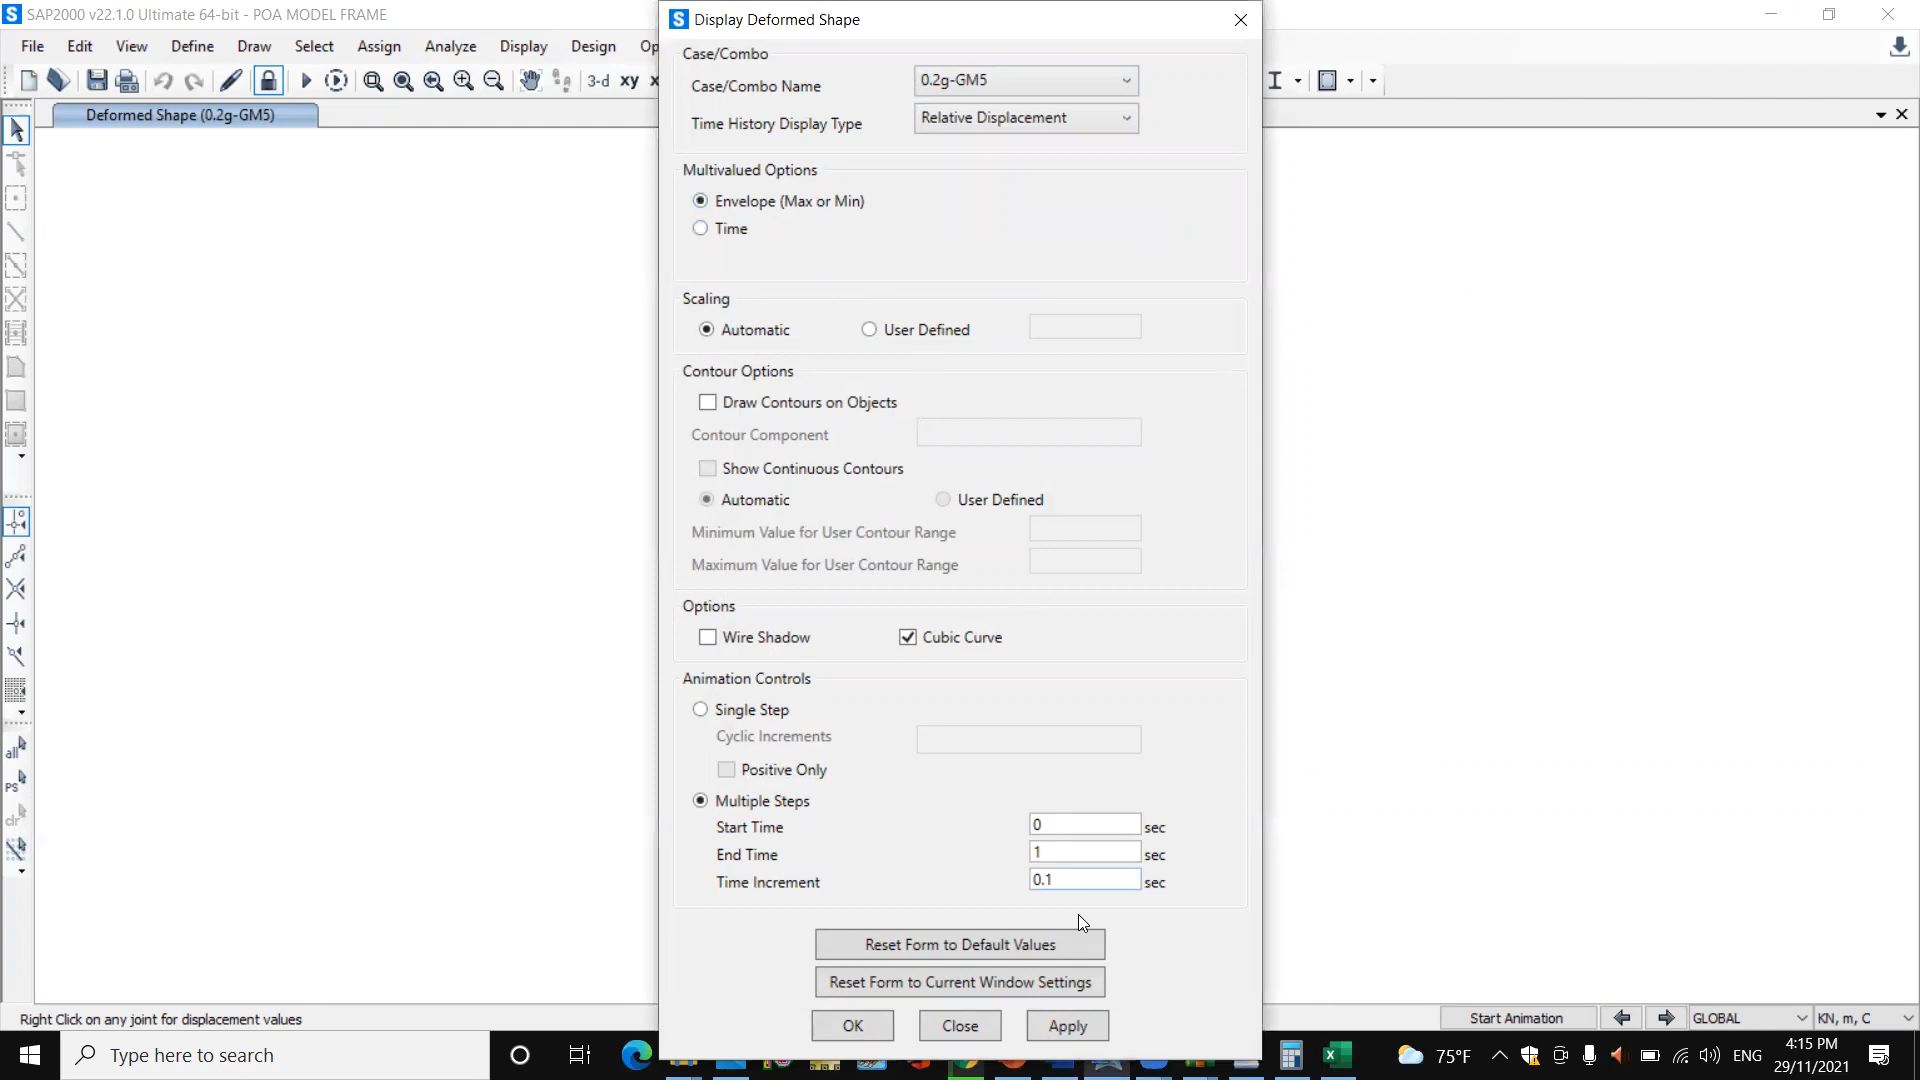 SAP2000 v22.1.0 Ultimate 64-bit - POA MODEL FRAME
Display Deformed Shape
File Edit View Define Draw Select Assign Analyze Display Design Op
3-d xy x
Deformed Shape (0.2g-GM5)
Case/Combo
Case/Combo Name 0.2g-GM5
Time History Display Type Relative Displacement
Multivalued Options
Envelope (Max or Min)
Time
Scaling
Automatic User Defined
Contour Options
Draw Contours on Objects
Contour Component
Show Continuous Contours
Automatic User Defined
Minimum Value for User Contour Range
Maximum Value for User Contour Range
Options
Wire Shadow Cubic Curve
Animation Controls
Single Step
Cyclic Increments
Positive Only
Multiple Steps
Start Time 0 sec
End Time 1 sec
Time Increment 0.1 sec
Reset Form to Default Values
Reset Form to Current Window Settings
OK Close Apply
all
PS
dr
Right Click on any joint for displacement values
Start Animation GLOBAL KN, m, C
Type here to search
75°F ENG 4:15 PM
29/11/2021